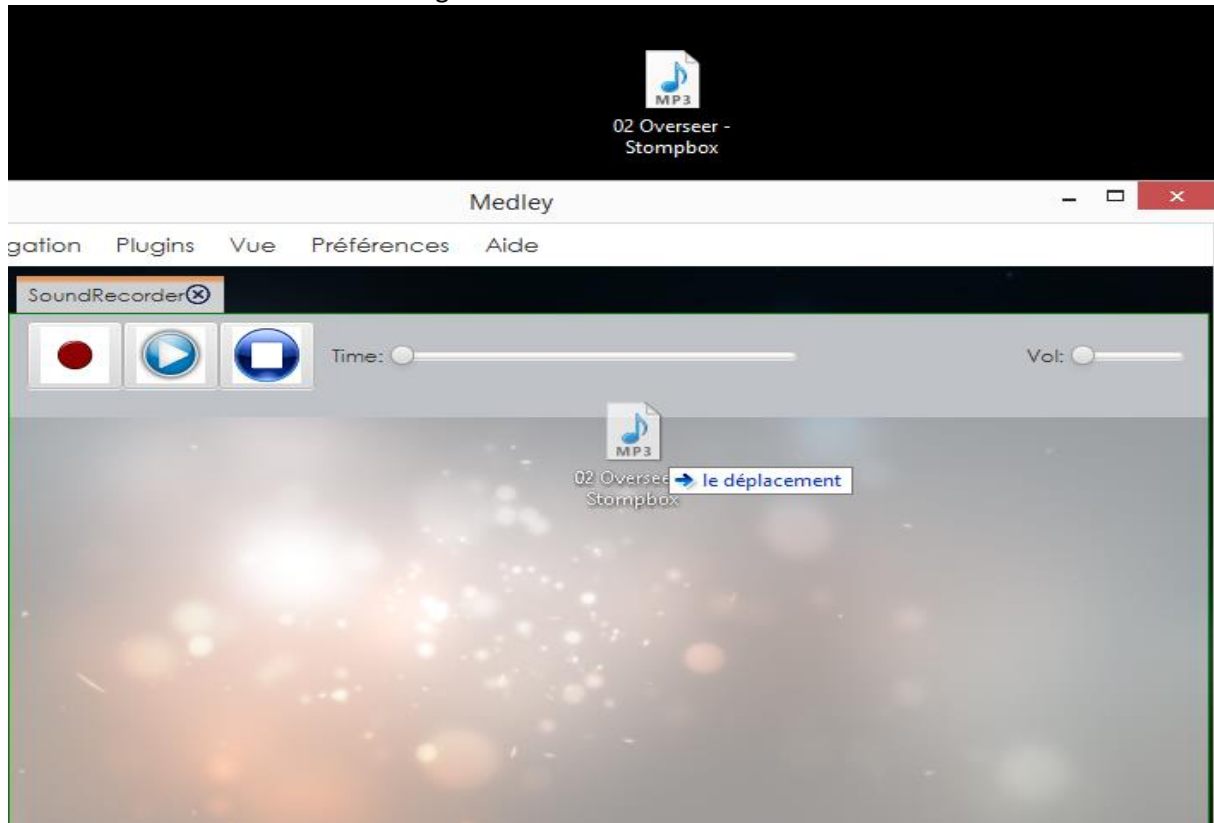 MP3
02 Overseer -
Stompbox
Medley
gation Plugins Vue Préférences Aide
SoundRecorder
Time: Vol:
MP3
02 Oversee le déplacement
Stompbox